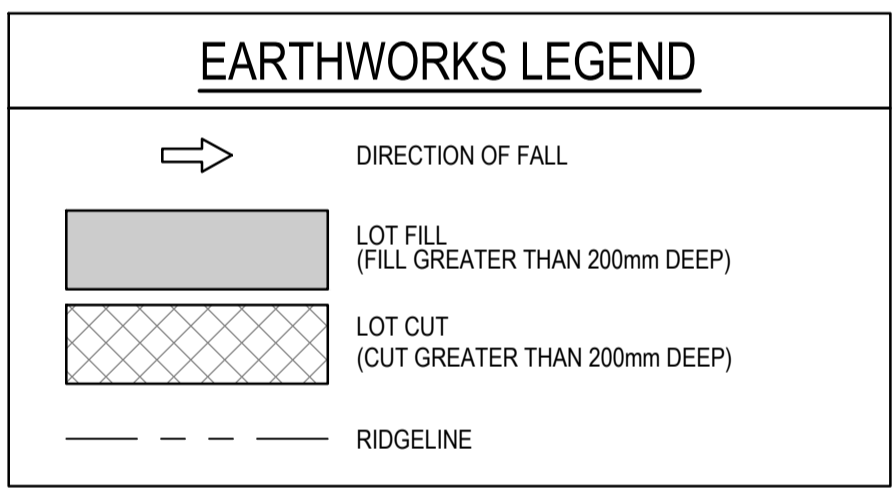 EARTHWORKS LEGEND
DIRECTION OF FALL
LOT FILL
(FILL GREATER THAN 200mm DEEP)
LOT CUT
(CUT GREATER THAN 200mm DEEP)
RIDGELINE